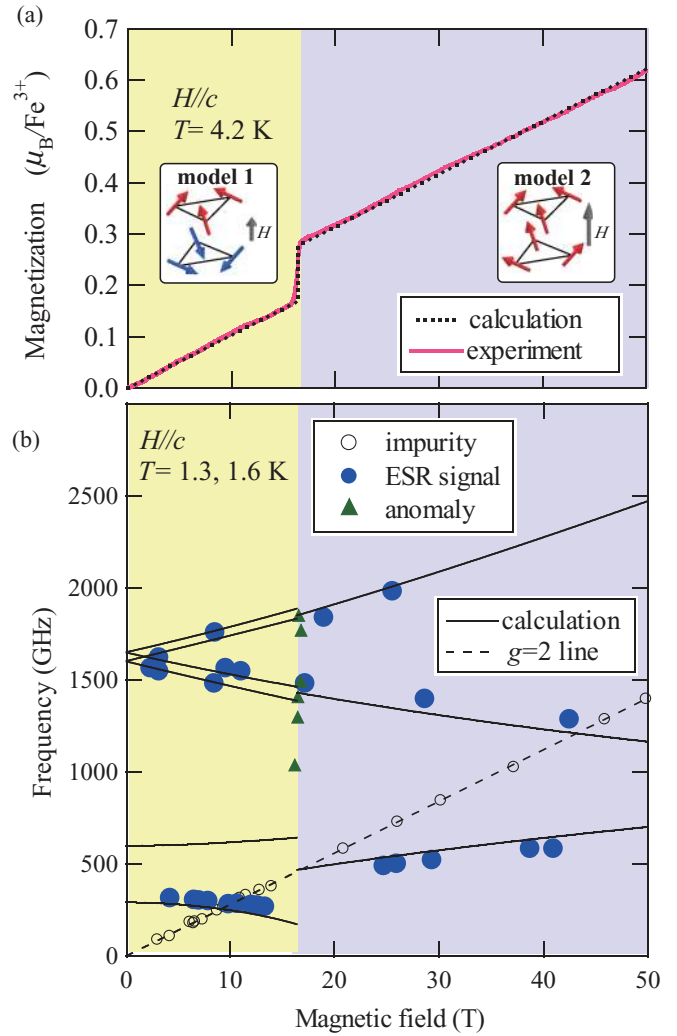 (a)
0.7
0.6
0.5
0.4
0.3
0.2
0.1
0.0
Magnetization (μB/Fe3+)
H//c
T= 4.2 K
model 1
H
model 2
H
calculation
experiment
(b)
H//c
T= 1.3, 1.6 K
impurity
ESR signal
anomaly
calculation
g=2 line
2500
2000
1500
1000
500
0
Frequency (GHz)
0 10 20 30 40 50
Magnetic field (T)